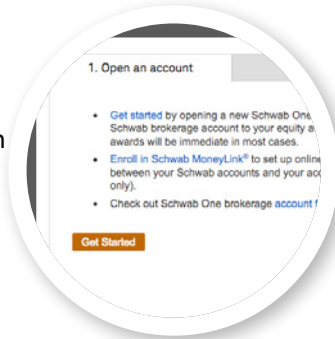 1. Open an account
n
• Get started by opening a new Schwab One
Schwab brokerage account to your equity a
awards will be immediate in most cases.
• Enroll in Schwab MoneyLink® to set up online
between your Schwab accounts and your acc
only).
• Check out Schwab One brokerage account f
Get Started